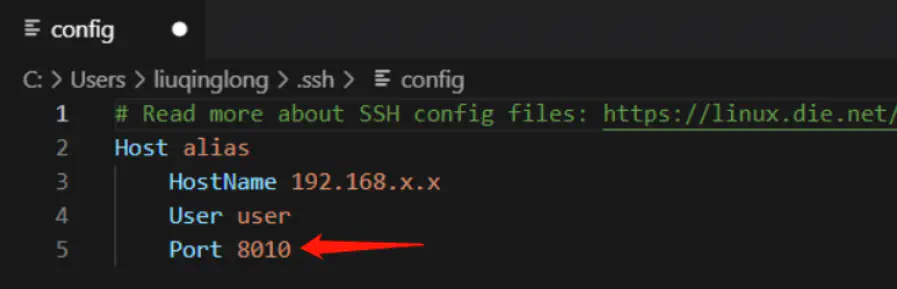 config
C: > Users > liuqinglong > .ssh > config
1 # Read more about SSH config files: https://linux.die.net/
2 Host alias
3 HostName 192.168.x.x
4 User user
5 Port 8010